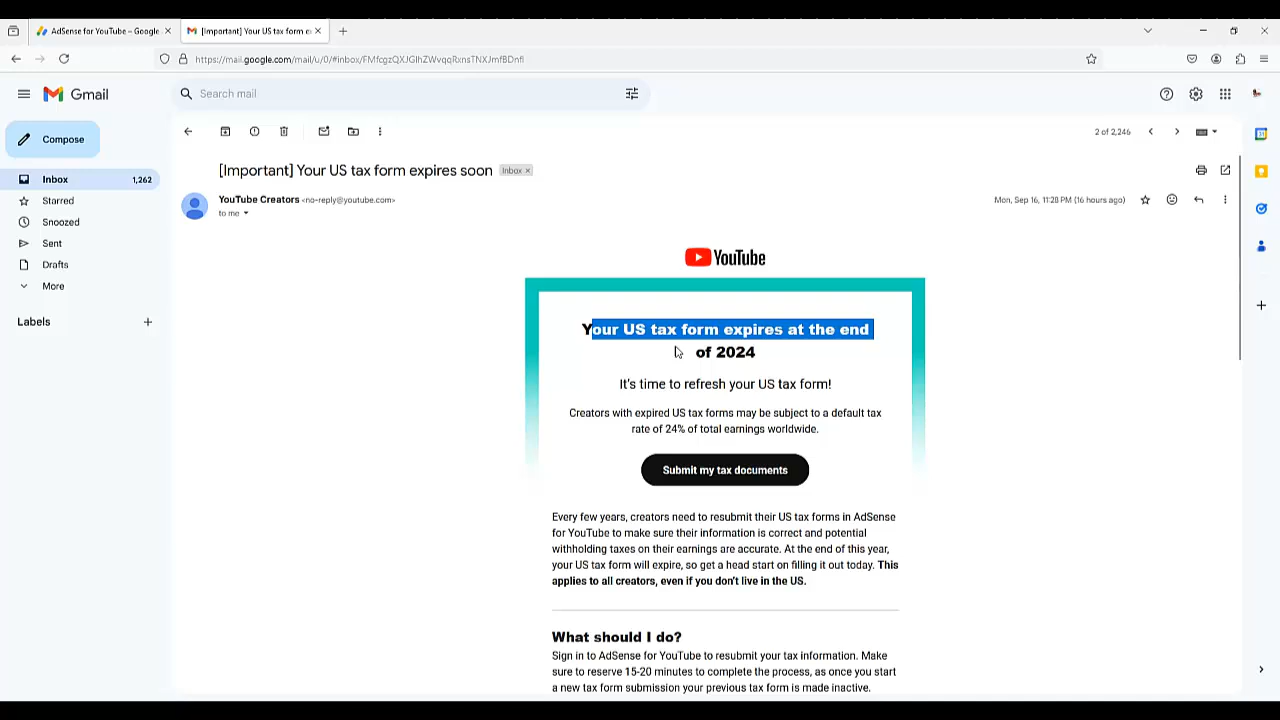 AdSense for YouTube – Google
[Important] Your US tax form e
https://mail.google.com/mail/u/0/#inbox/
Gmail
Search mail
Compose
2 of 2,246
[Important] Your US tax form expires soon
Inbox ×
Inbox 1,262
Starred
Snoozed
Sent
Drafts
More
Labels
YouTube Creators <no-reply@youtube.com>
Mon, Sep 16, 11:28 PM (16 hours ago)
to me
YouTube
Your US tax form expires at the end
of 2024
It's time to refresh your US tax form!
Creators with expired US tax forms may be subject to a default tax
rate of 24% of total earnings worldwide.
Submit my tax documents
Every few years, creators need to resubmit their US tax forms in AdSense
for YouTube to make sure their information is correct and potential
withholding taxes on their earnings are accurate. At the end of this year,
your US tax form will expire, so get a head start on filling it out today. This
applies to all creators, even if you don't live in the US.
What should I do?
Sign in to AdSense for YouTube to resubmit your tax information. Make
sure to reserve 15-20 minutes to complete the process, as once you start
a new tax form submission your previous tax form is made inactive.